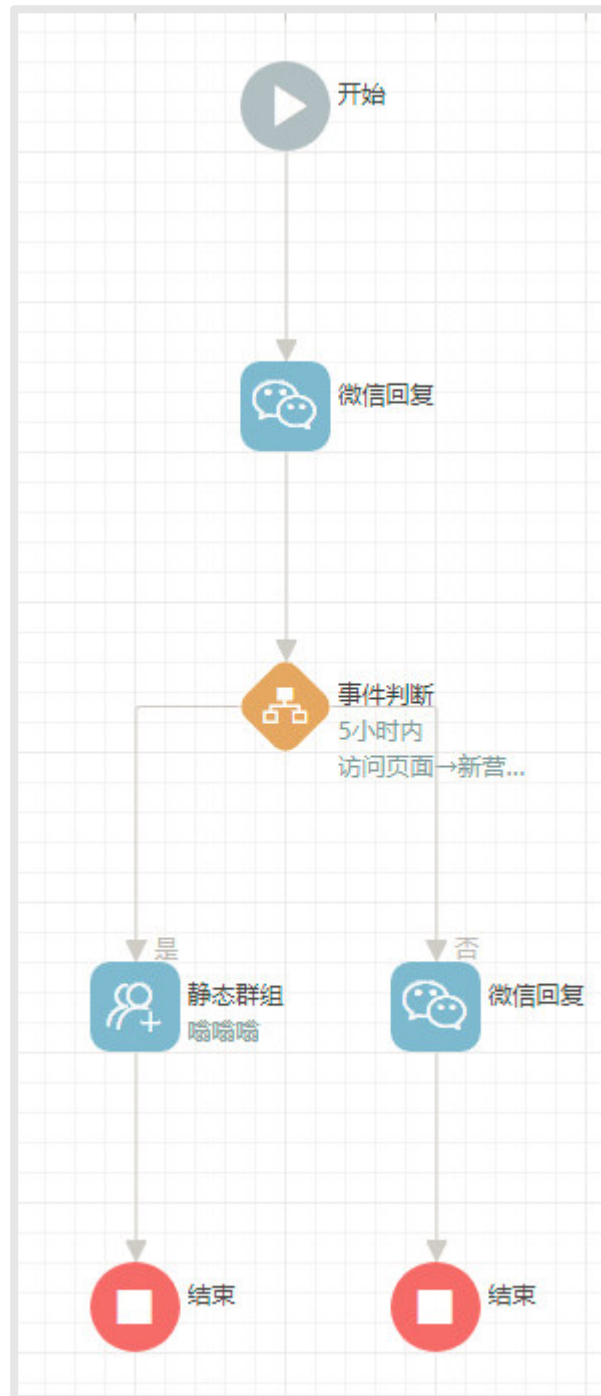 开始
微信回复
事件判断
5小时内
访问页面→新营...
是
否
静态群组
嗡嗡嗡
微信回复
结束
结束